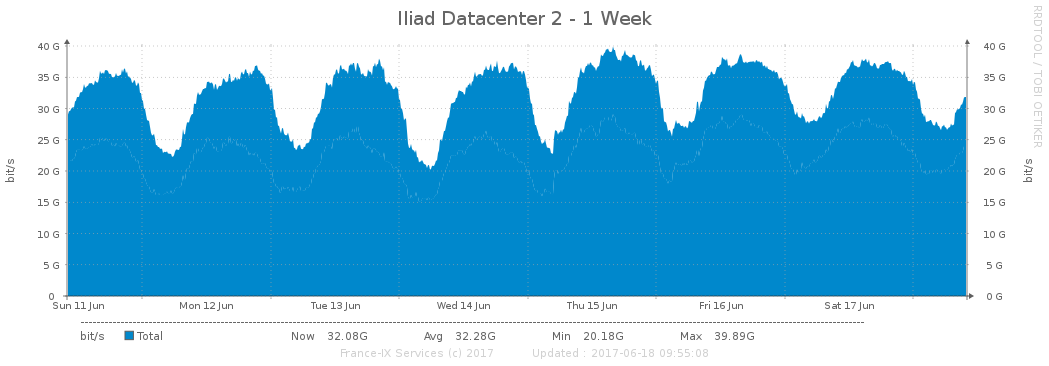 Iliad Datacenter 2 - 1 Week
RRDTOOL / TOBI OETIKER
bit/s
40 G
35 G
30 G
25 G
20 G
15 G
10 G
5 G
0
40 G
35 G
30 G
25 G
20 G
15 G
10 G
5 G
0 G
bit/s
Sun 11 Jun Mon 12 Jun Tue 13 Jun Wed 14 Jun Thu 15 Jun Fri 16 Jun Sat 17 Jun
bit/s Total Now 32.08G Avg 32.28G Min 20.18G Max 39.89G
France-IX Services (c) 2017 Updated : 2017-06-18 09:55:08